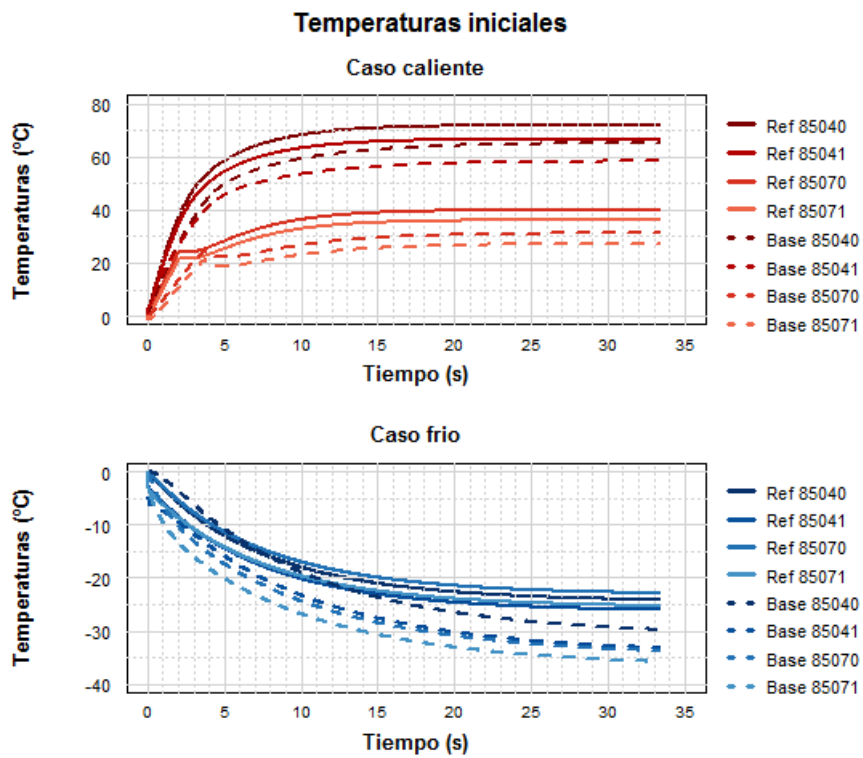 Temperaturas iniciales
Caso caliente
Temperaturas (ºC)
80
60
40
20
0
0 5 10 15 20 25 30 35
Tiempo (s)
Ref 85040
Ref 85041
Ref 85070
Ref 85071
Base 85040
Base 85041
Base 85070
Base 85071
Caso frio
Temperaturas (ºC)
0
-10
-20
-30
-40
0 5 10 15 20 25 30 35
Tiempo (s)
Ref 85040
Ref 85041
Ref 85070
Ref 85071
Base 85040
Base 85041
Base 85070
Base 85071